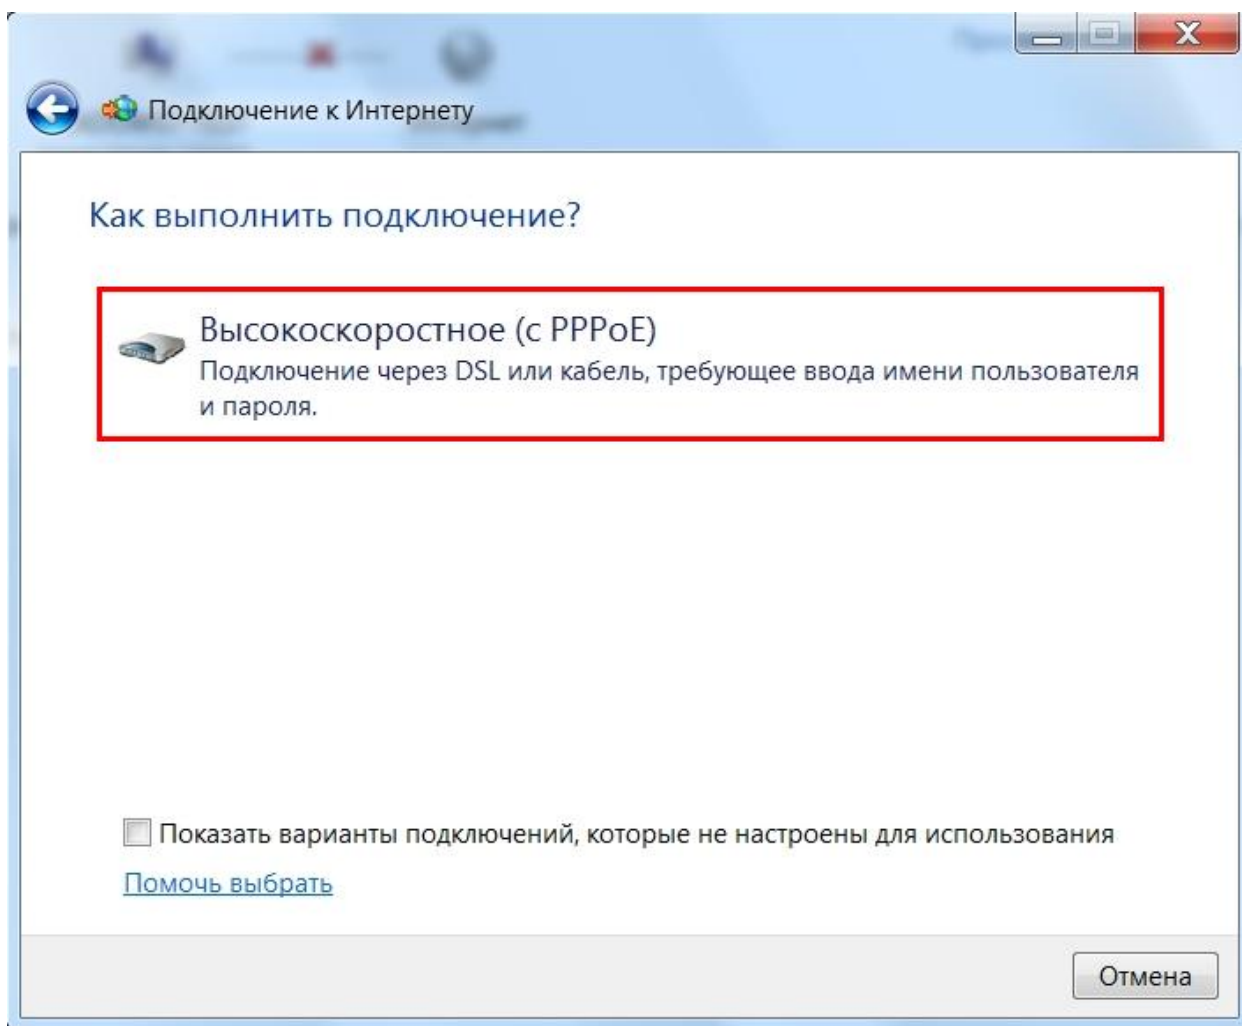 Подключение к Интернету
Как выполнить подключение?
Высокоскоростное (с PPPoE)
Подключение через DSL или кабель, требующее ввода имени пользователя
и пароля.
Показать варианты подключений, которые не настроены для использования
Помочь выбрать
Отмена